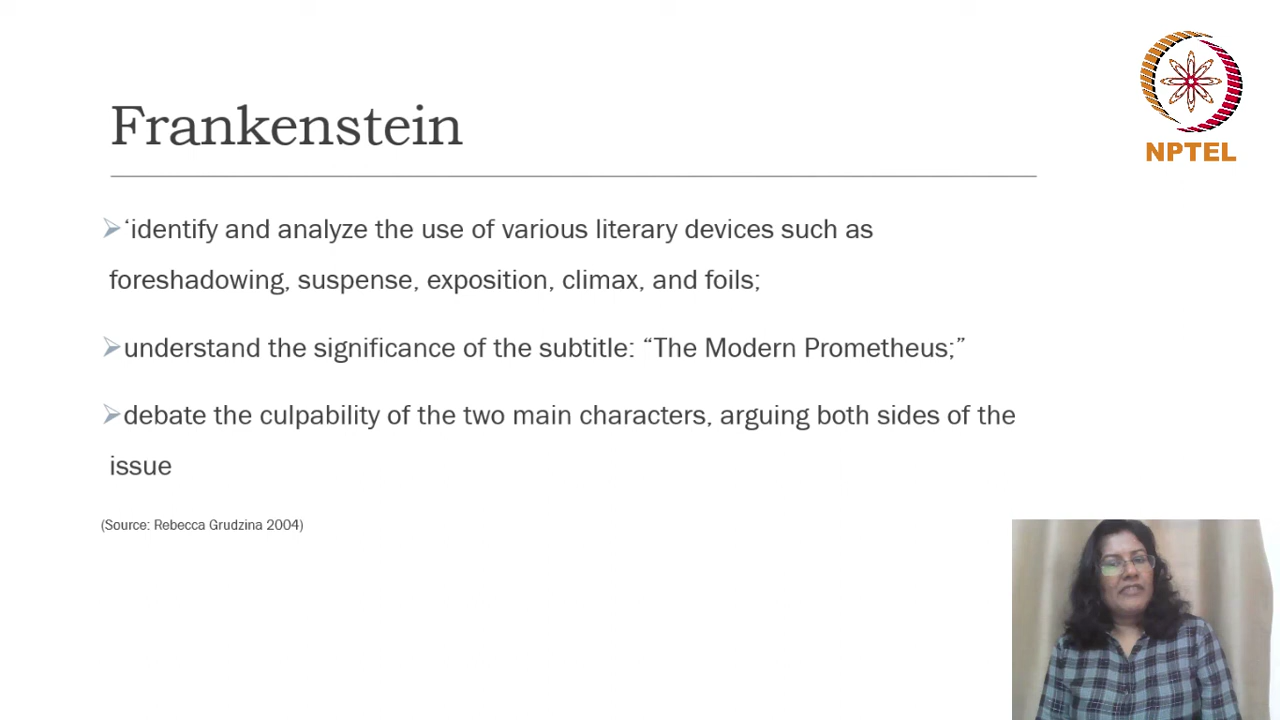 Frankenstein
NPTEL
‘identify and analyze the use of various literary devices such as
foreshadowing, suspense, exposition, climax, and foils;
understand the significance of the subtitle: “The Modern Prometheus;”
debate the culpability of the two main characters, arguing both sides of the
issue
(Source: Rebecca Grudzina 2004)